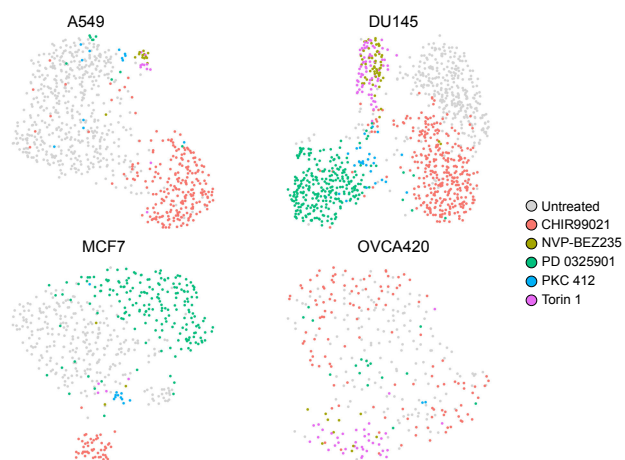 A549
DU145
Untreated
CHIR99021
NVP-BEZ235
PD 0325901
PKC 412
Torin 1
MCF7
OVCA420